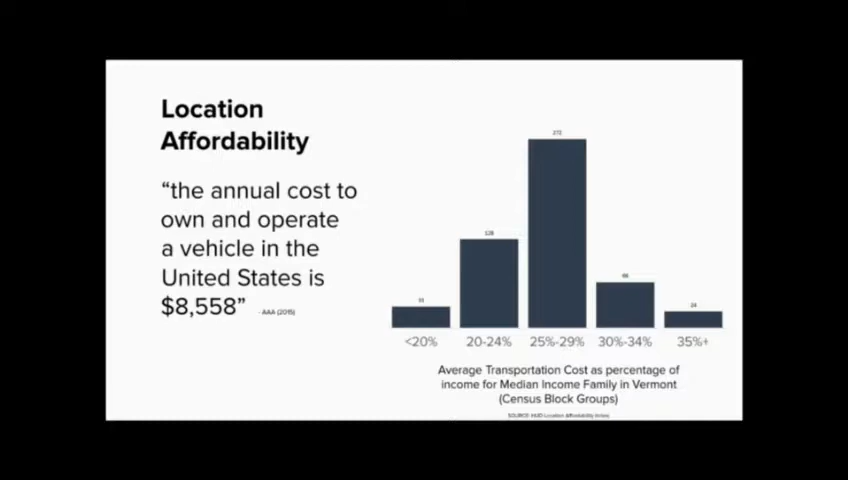 Location
Affordability
“the annual cost to
own and operate
a vehicle in the
United States is
$8,558” - AAA (2015)
272
128
31
66
24
<20% 20-24% 25%-29% 30%-34% 35%+
Average Transportation Cost as percentage of
income for Median Income Family in Vermont
(Census Block Groups)
SOURCE: HUD Location Affordability Index